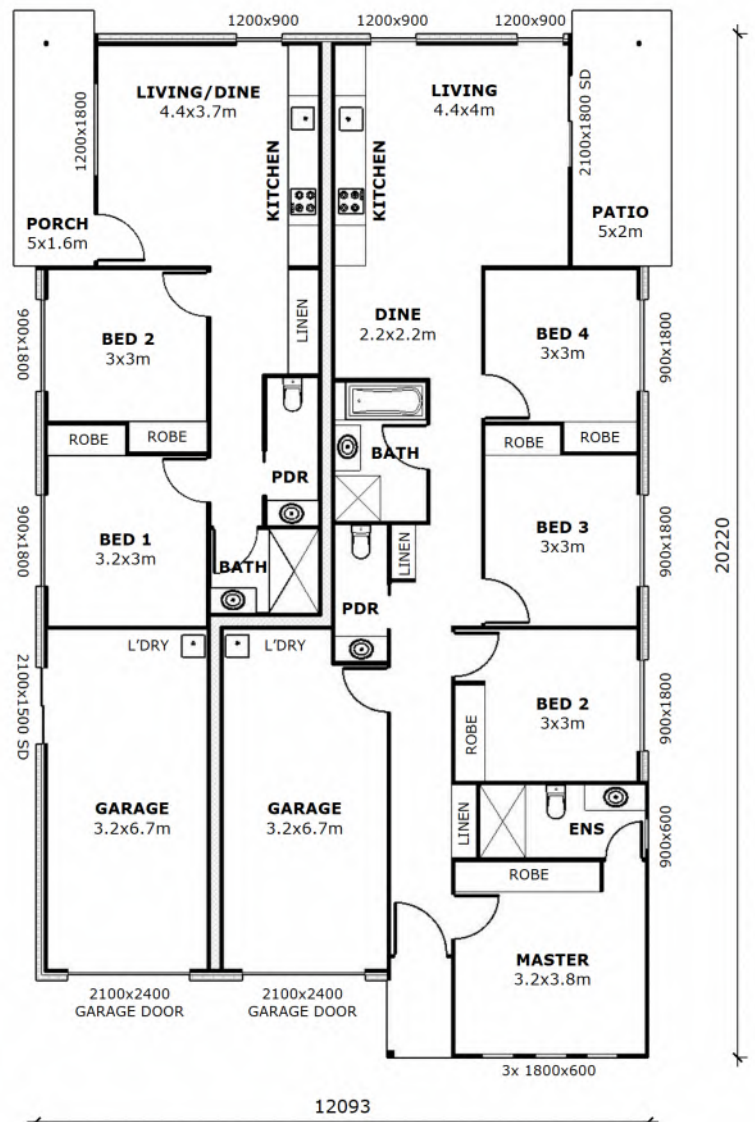 1200x900
1200x900
1200x900
LIVING/DINE
4.4x3.7m
LIVING
4.4x4m
1200x1800
2100x1800 SD
KITCHEN
KITCHEN
PORCH
5x1.6m
PATIO
5x2m
900x1800
BED 2
3x3m
LINEN
DINE
2.2x2.2m
BED 4
3x3m
900x1800
ROBE
ROBE
ROBE
ROBE
BATH
PDR
900x1800
BED 1
3.2x3m
BATH
LINEN
BED 3
3x3m
900x1800
20220
PDR
L'DRY
L'DRY
2100x1500 SD
BED 2
3x3m
900x1800
ROBE
GARAGE
3.2x6.7m
GARAGE
3.2x6.7m
LINEN
ENS
900x600
ROBE
MASTER
3.2x3.8m
2100x2400
GARAGE DOOR
2100x2400
GARAGE DOOR
3x 1800x600
12093